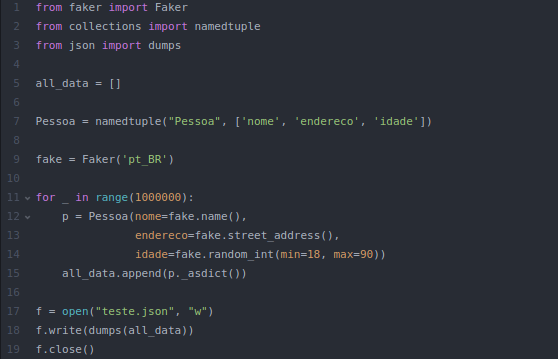 1 from faker import Faker
2 from collections import namedtuple
3 from json import dumps
4
5 all_data = []
6
7 Pessoa = namedtuple("Pessoa", ['nome', 'endereco', 'idade'])
8
9 fake = Faker('pt_BR')
10
11 for _ in range(1000000):
12     p = Pessoa(nome=fake.name(),
13                endereco=fake.street_address(),
14                idade=fake.random_int(min=18, max=90))
15     all_data.append(p._asdict())
16
17 f = open("teste.json", "w")
18 f.write(dumps(all_data))
19 f.close()